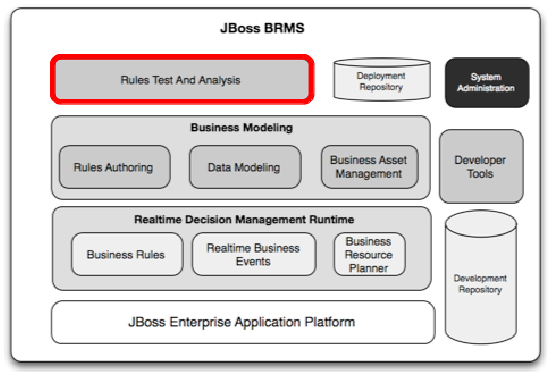 JBoss BRMS
Rules Test And Analysis
Deployment
Repository
System
Administration
Business Modeling
Rules Authoring
Data Modeling
Business Asset
Management
Developer
Tools
Realtime Decision Management Runtime
Business Rules
Realtime Business
Events
Business
Resource
Planner
Development
Repository
JBoss Enterprise Application Platform